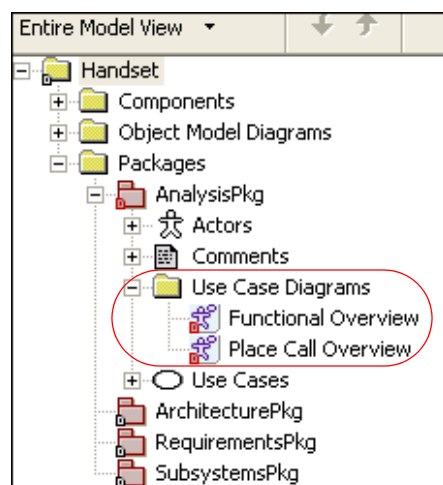 Entire Model View
Handset
Components
Object Model Diagrams
Packages
AnalysisPkg
Actors
Comments
Use Case Diagrams
Functional Overview
Place Call Overview
Use Cases
ArchitecturePkg
RequirementsPkg
SubsystemsPkg